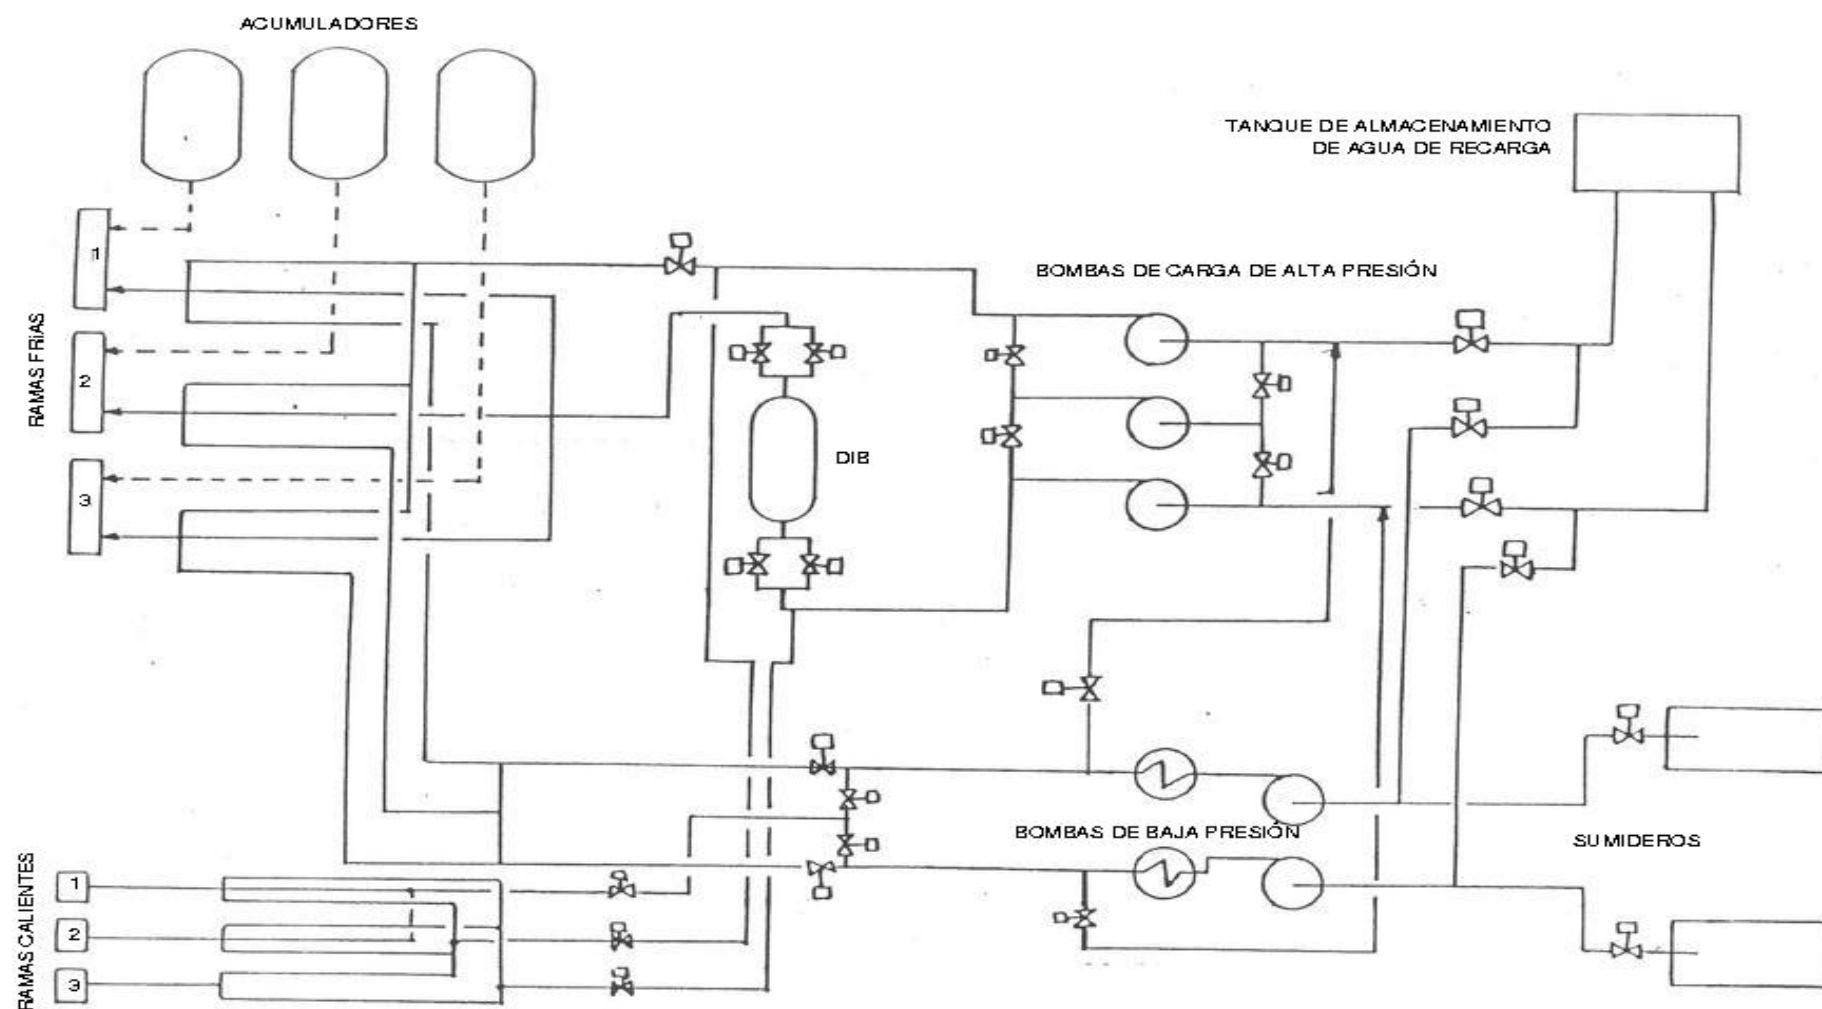 ACUMULADORES
TANQUE DE ALMACENAMIENTO
DE AGUA DE RECARGA
1
BOMBAS DE CARGA DE ALTA PRESIÓN
RAMAS FRIAS
2
DIB
3
BOMBAS DE BAJA PRESIÓN
SUMIDEROS
RAMAS CALIENTES
1
2
3